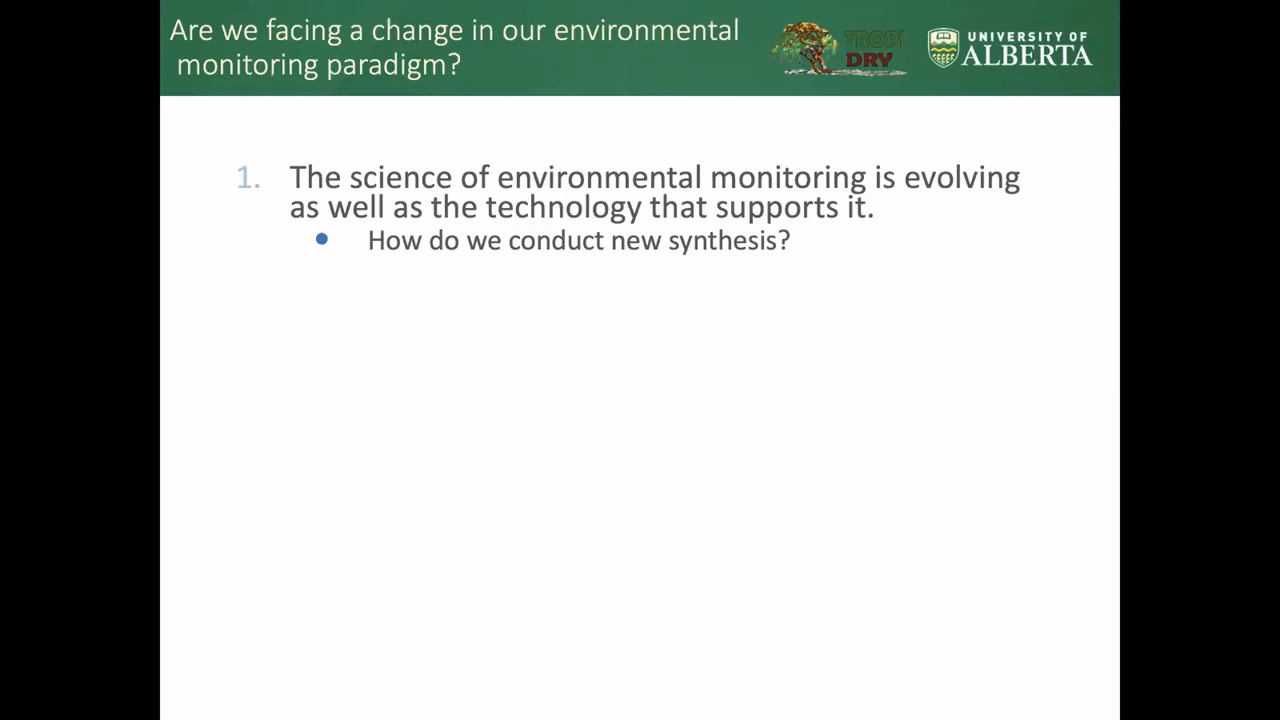 Are we facing a change in our environmental
monitoring paradigm?
TROPI
DRY
UNIVERSITY OF
ALBERTA
1. The science of environmental monitoring is evolving
as well as the technology that supports it.
• How do we conduct new synthesis?